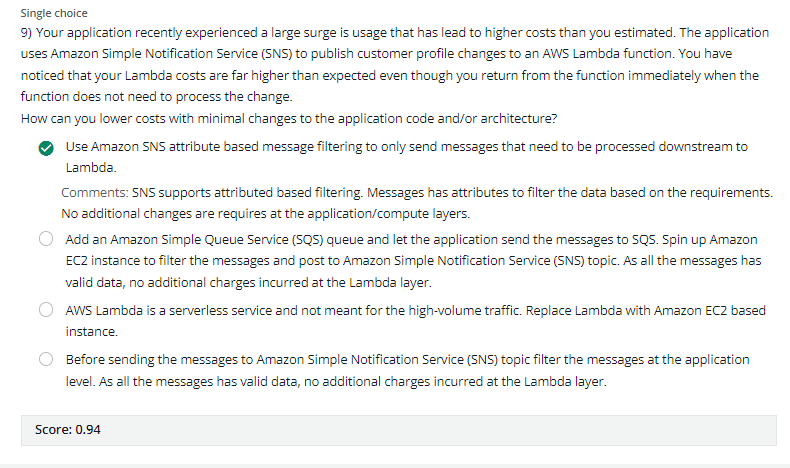 Single choice
9) Your application recently experienced a large surge is usage that has lead to higher costs than you estimated. The application
uses Amazon Simple Notification Service (SNS) to publish customer profile changes to an AWS Lambda function. You have
noticed that your Lambda costs are far higher than expected even though you return from the function immediately when the
function does not need to process the change.
How can you lower costs with minimal changes to the application code and/or architecture?
Use Amazon SNS attribute based message filtering to only send messages that need to be processed downstream to
Lambda.
Comments: SNS supports attributed based filtering. Messages has attributes to filter the data based on the requirements.
No additional changes are requires at the application/compute layers.
Add an Amazon Simple Queue Service (SQS) queue and let the application send the messages to SQS. Spin up Amazon
EC2 instance to filter the messages and post to Amazon Simple Notification Service (SNS) topic. As all the messages has
valid data, no additional charges incurred at the Lambda layer.
AWS Lambda is a serverless service and not meant for the high-volume traffic. Replace Lambda with Amazon EC2 based
instance.
Before sending the messages to Amazon Simple Notification Service (SNS) topic filter the messages at the application
level. As all the messages has valid data, no additional charges incurred at the Lambda layer.
Score: 0.94